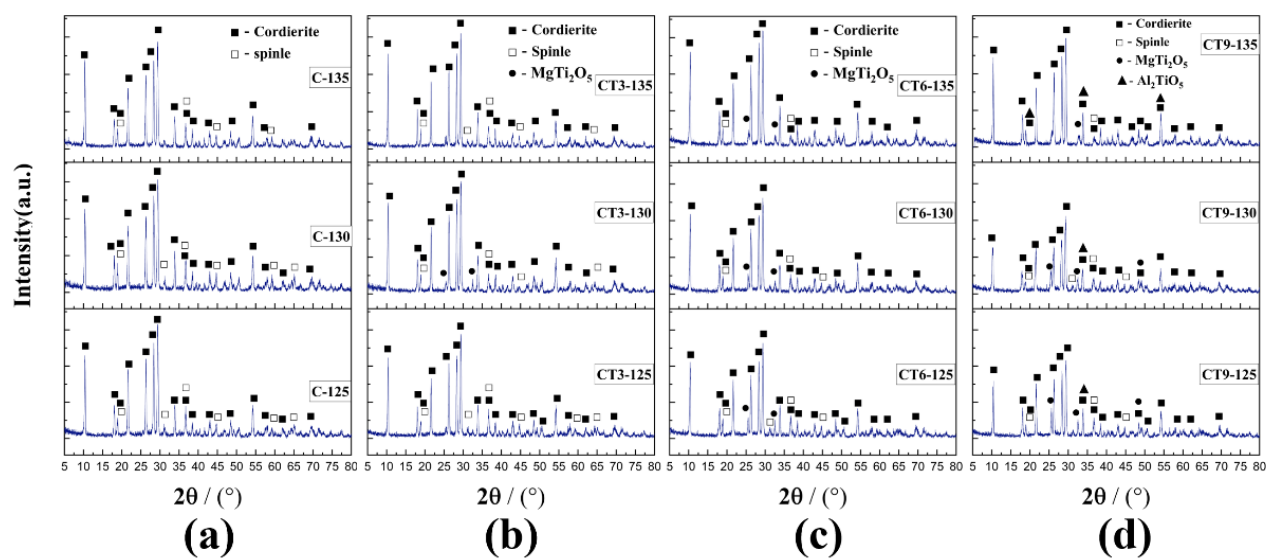 Intensity(a.u.)
■ - Cordierite
□ - spinle
C-135
C-130
C-125
5 10 15 20 25 30 35 40 45 50 55 60 65 70 75 80
2θ / (°)
(a)
■ - Cordierite
□ - Spinle
● - MgTi₂O₅
CT3-135
CT3-130
CT3-125
5 10 15 20 25 30 35 40 45 50 55 60 65 70 75 80
2θ / (°)
(b)
■ - Cordierite
□ - Spinle
● - MgTi₂O₅
CT6-135
CT6-130
CT6-125
5 10 15 20 25 30 35 40 45 50 55 60 65 70 75 80
2θ / (°)
(c)
■ - Cordierite
□ - Spinle
● - MgTi₂O₅
▲ - Al₂TiO₅
CT9-135
CT9-130
CT9-125
5 10 15 20 25 30 35 40 45 50 55 60 65 70 75 80
2θ / (°)
(d)